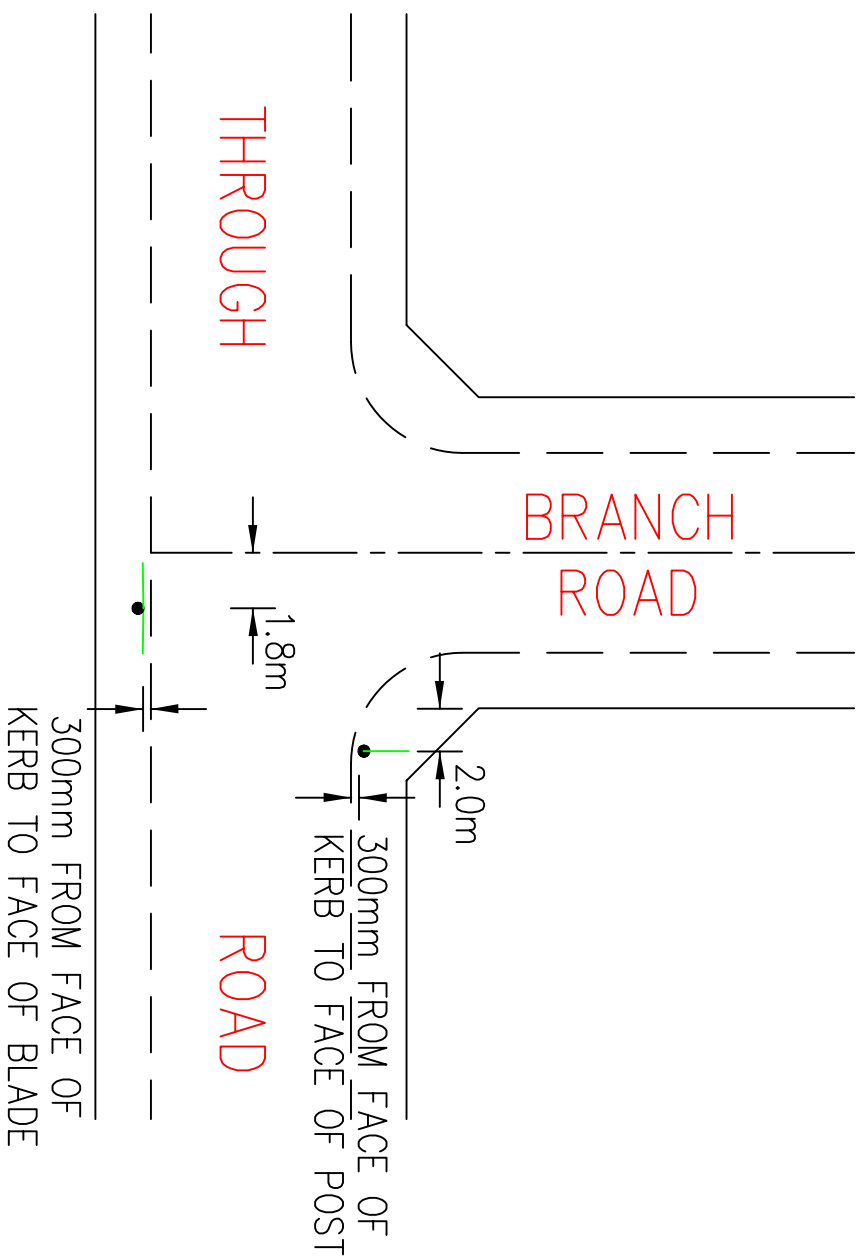 THROUGH
ROAD
BRANCH
ROAD
1.8m
2.0m
300mm FROM FACE OF
KERB TO FACE OF POST
300mm FROM FACE OF
KERB TO FACE OF BLADE